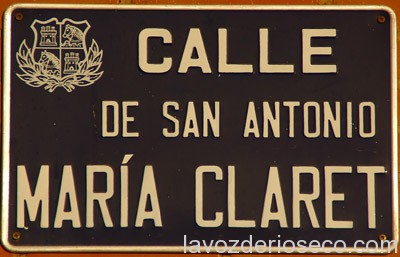 CALLE
DE SAN ANTONIO
MARÍA CLARET
lavozderioseco.com